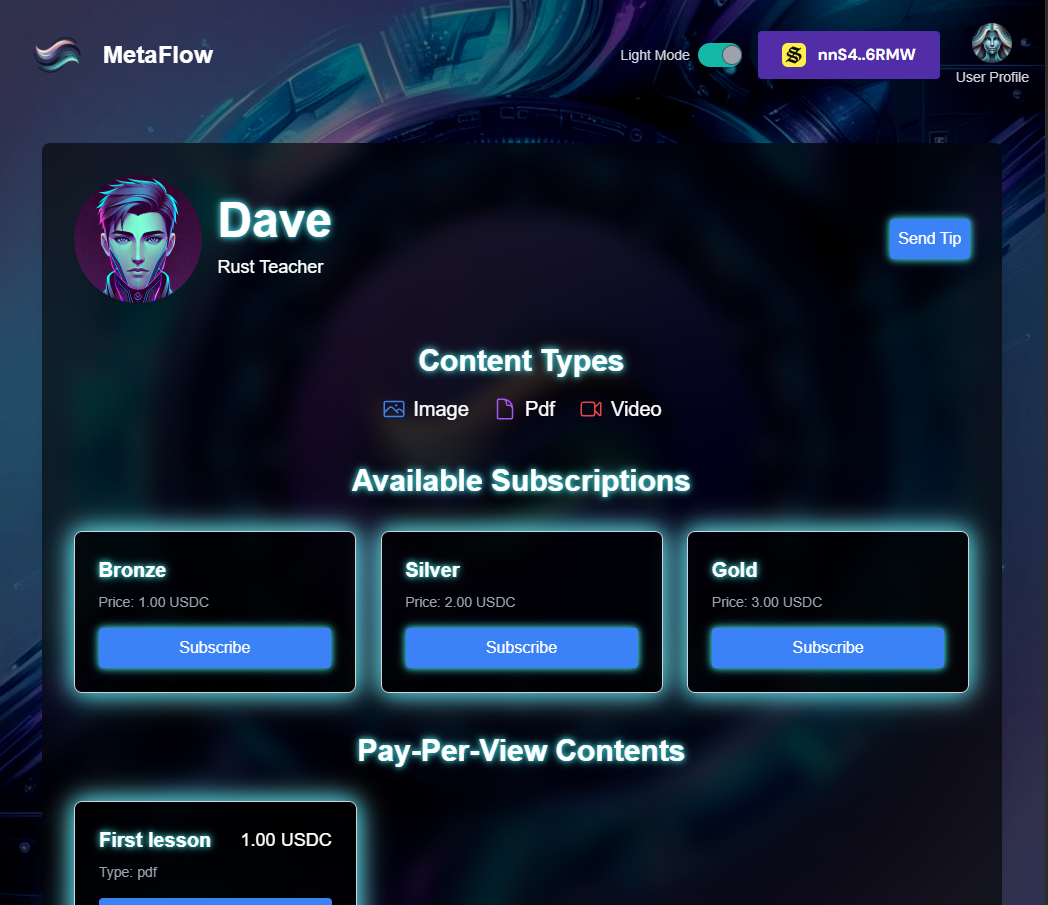 MetaFlow
Light Mode
nnS4..6RMW
User Profile
Dave
Rust Teacher
Send Tip
Content Types
Image Pdf Video
Available Subscriptions
Bronze
Price: 1.00 USDC
Subscribe
Silver
Price: 2.00 USDC
Subscribe
Gold
Price: 3.00 USDC
Subscribe
Pay-Per-View Contents
First lesson 1.00 USDC
Type: pdf